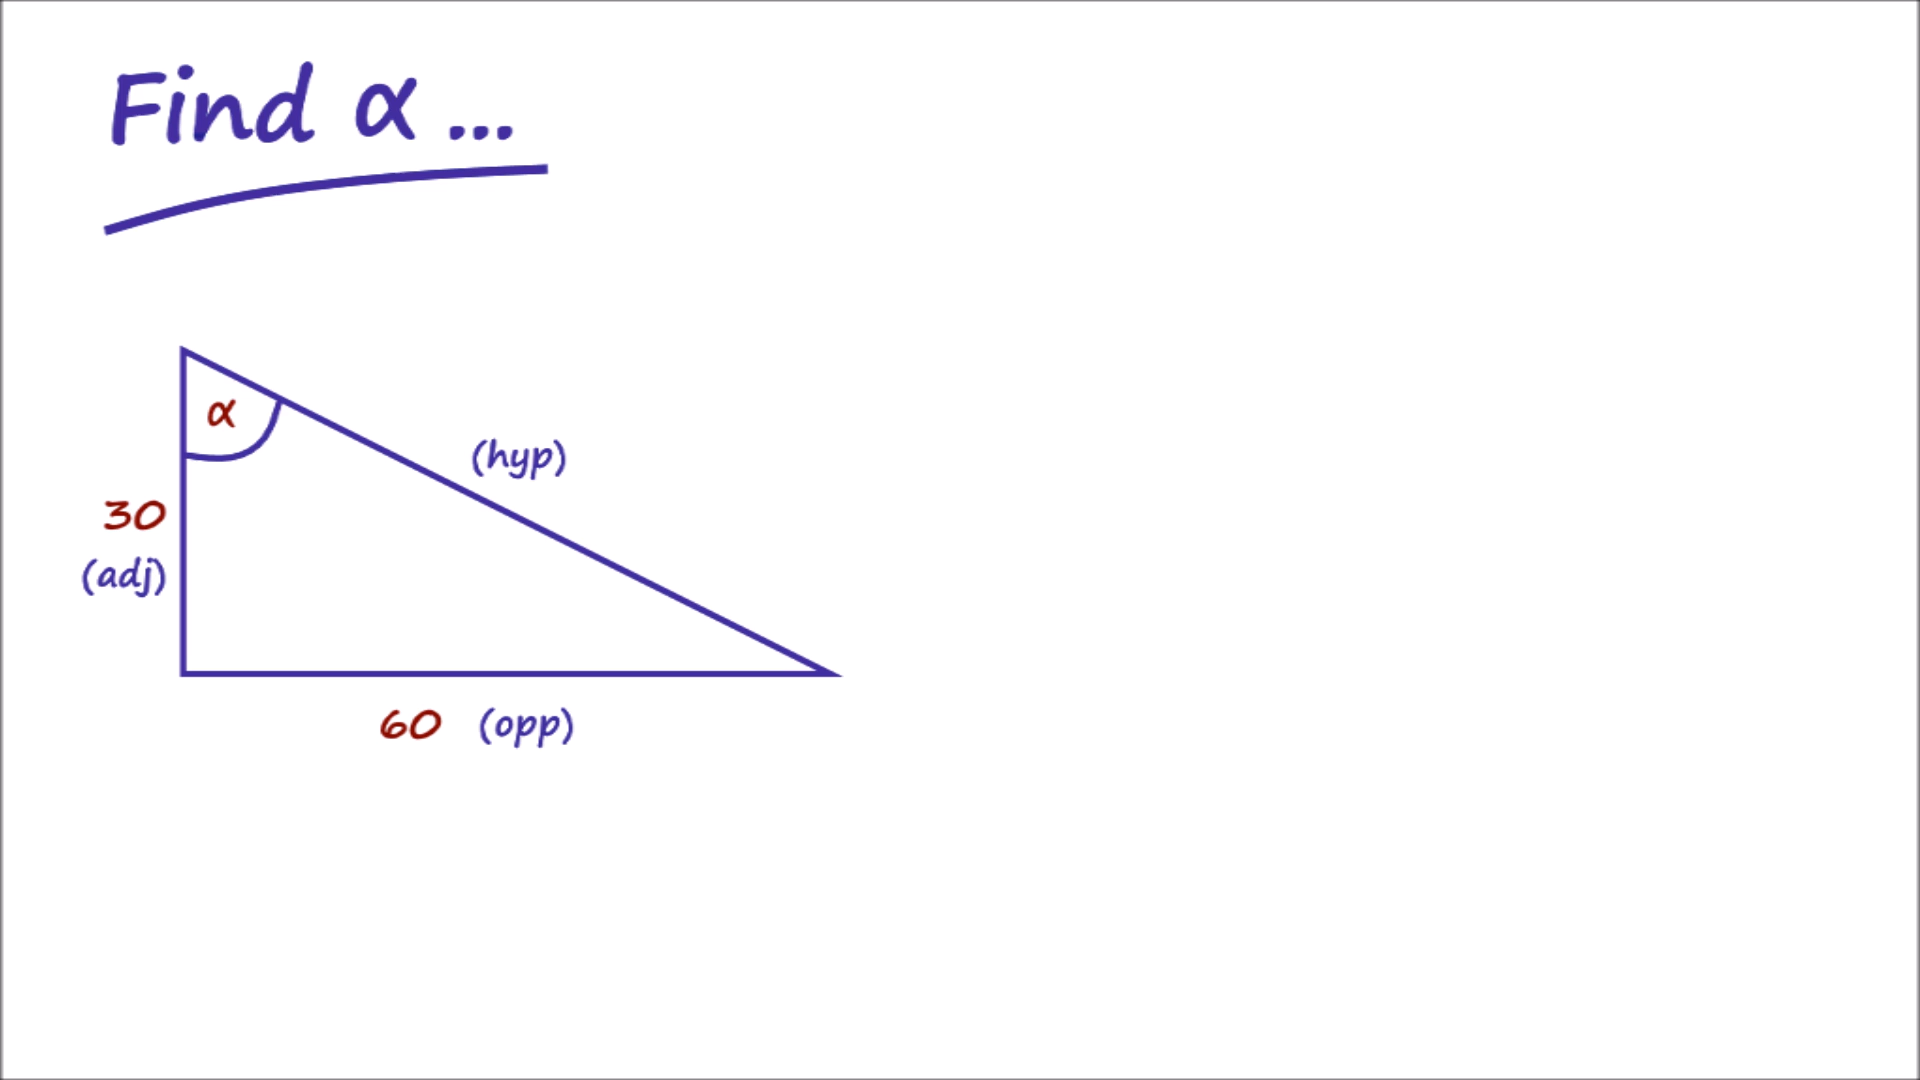 Find α ...
α
(hyp)
30
(adj)
60 (opp)